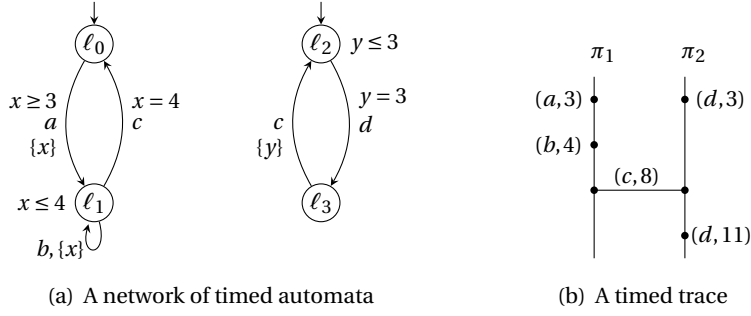 ℓ0
x ≥ 3
a
{x}
x = 4
c
x ≤ 4
ℓ1
b, {x}
ℓ2
y ≤ 3
y = 3
d
c
{y}
ℓ3
(a) A network of timed automata
π1 π2
(a,3) (d,3)
(b,4)
(c,8)
(d,11)
(b) A timed trace